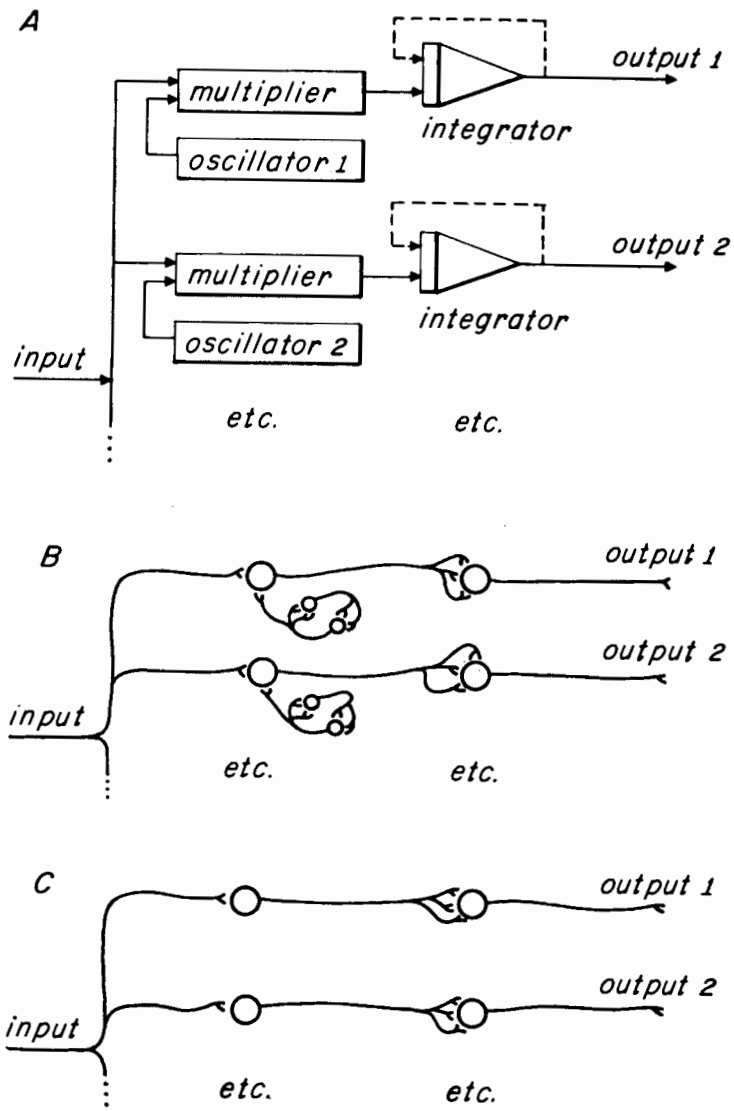 A
output 1
multiplier
integrator
oscillator 1
output 2
multiplier
integrator
oscillator 2
input
etc. etc.
B
output 1
output 2
input
etc. etc.
C
output 1
output 2
input
etc. etc.